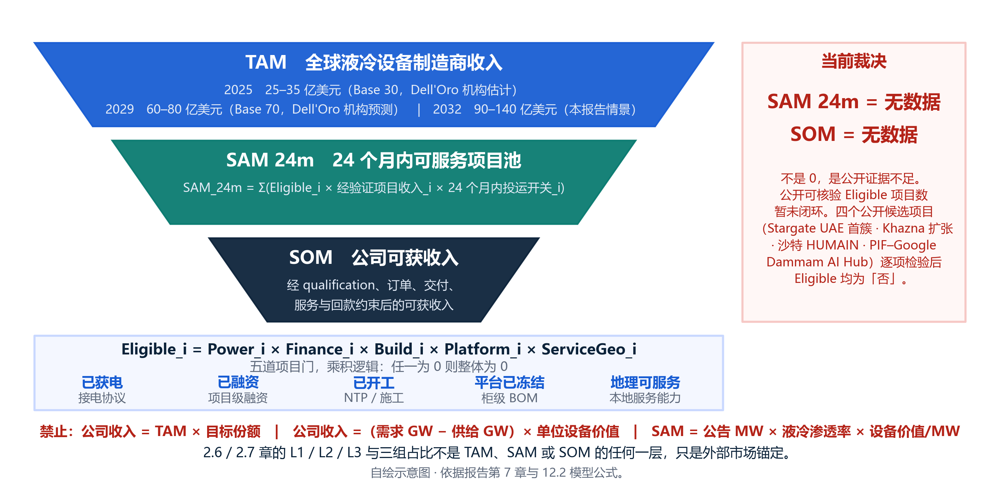 TAM 全球液冷设备制造商收入
2025 25–35 亿美元（Base 30，Dell'Oro 机构估计）
2029 60–80 亿美元（Base 70，Dell'Oro 机构预测） | 2032 90–140 亿美元（本报告情景）
SAM 24m 24 个月内可服务项目池
SAM_24m = Σ(Eligible_i × 经验证项目收入_i × 24 个月内投运开关_i)
SOM 公司可获收入
经 qualification、订单、交付、
服务与回款约束后的可获收入
当前裁决
SAM 24m = 无数据
SOM = 无数据
不是 0，是公开证据不足。
公开可核验 Eligible 项目数
暂未闭环。四个公开候选项目
（Stargate UAE 首簇 · Khazna 扩张
· 沙特 HUMAIN · PIF–Google
Dammam AI Hub）逐项检验后
Eligible 均为「否」。
Eligible_i = Power_i × Finance_i × Build_i × Platform_i × ServiceGeo_i
五道项目门，乘积逻辑：任一为 0 则整体为 0
已获电 已融资 已开工 平台已冻结 地理可服务
接电协议 项目级融资 NTP / 施工 柜级 BOM 本地服务能力
禁止：公司收入 = TAM × 目标份额 | 公司收入 =（需求 GW − 供给 GW）× 单位设备价值 | SAM = 公告 MW × 液冷渗透率 × 设备价值/MW
2.6 / 2.7 章的 L1 / L2 / L3 与三组占比不是 TAM、SAM 或 SOM 的任何一层，只是外部市场锚定。
自绘示意图 · 依据报告第 7 章与 12.2 模型公式。